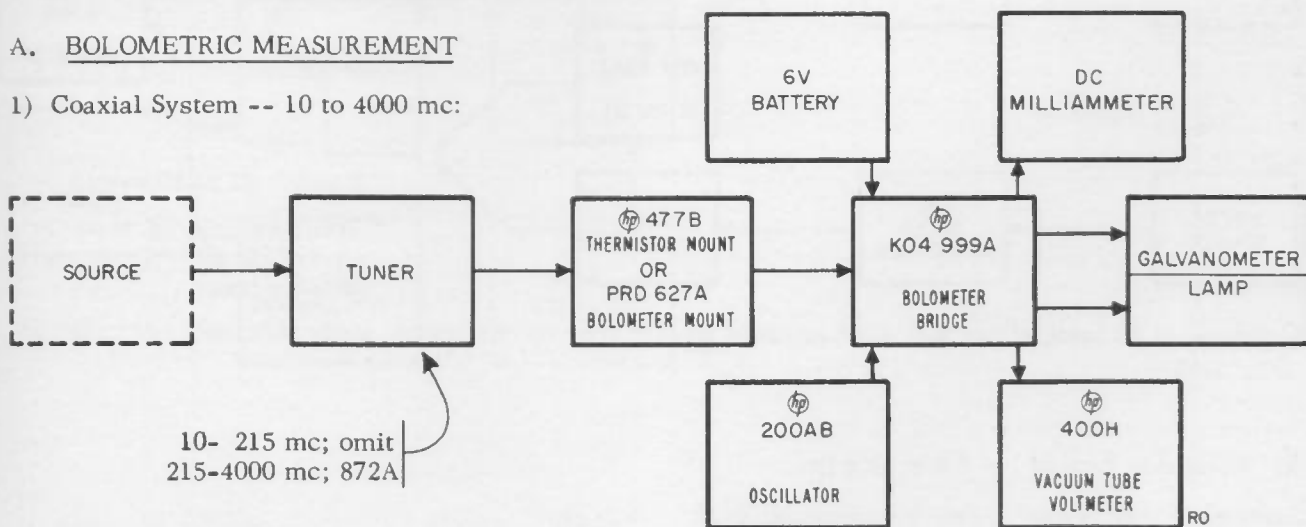 A. BOLOMETRIC MEASUREMENT
1) Coaxial System -- 10 to 4000 mc:
6V
BATTERY
DC
MILLIAMMETER
SOURCE
TUNER
hp 477B
THERMISTOR MOUNT
OR
PRD 627A
BOLOMETER MOUNT
hp
K04 999A
BOLOMETER
BRIDGE
GALVANOMETER
LAMP
10- 215 mc; omit
215-4000 mc; 872A
hp
200AB
OSCILLATOR
hp
400H
VACUUM TUBE
VOLTMETER
RO